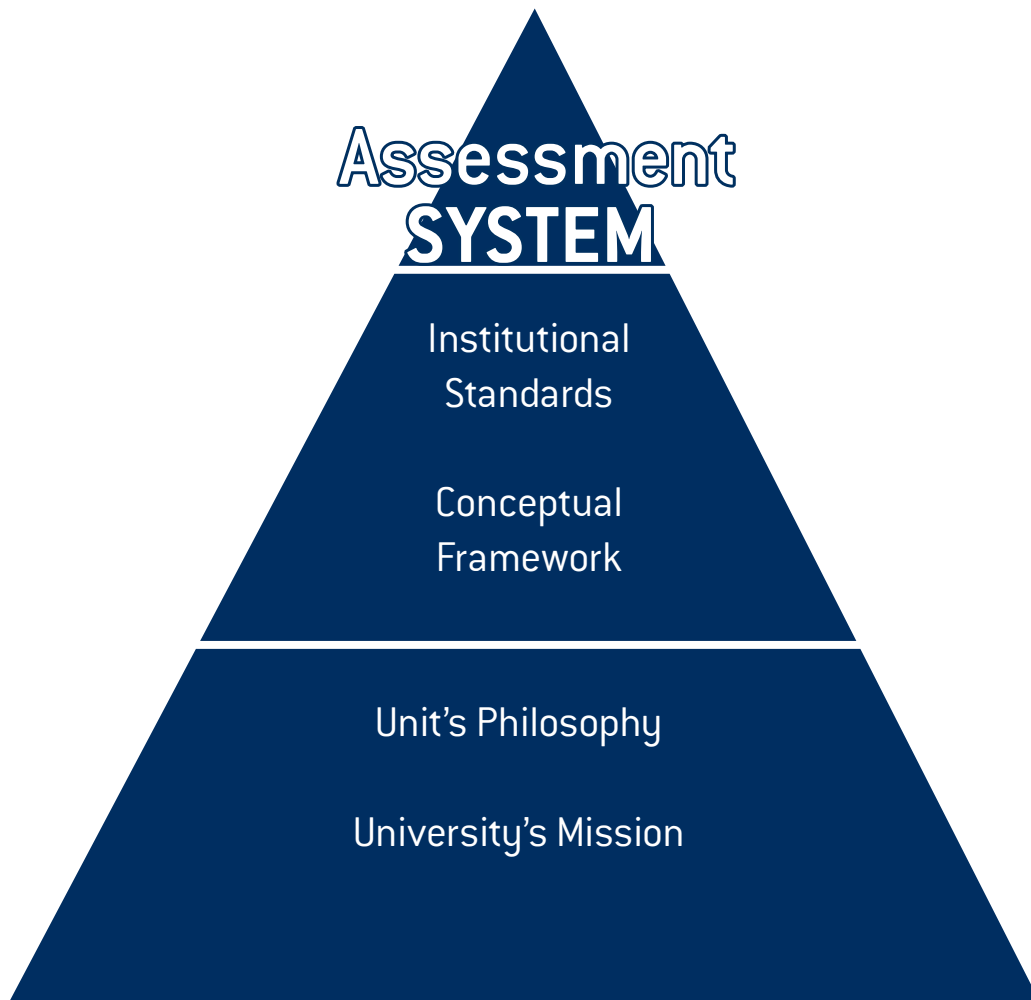 Assessment
SYSTEM
Institutional
Standards
Conceptual
Framework
Unit’s Philosophy
University’s Mission